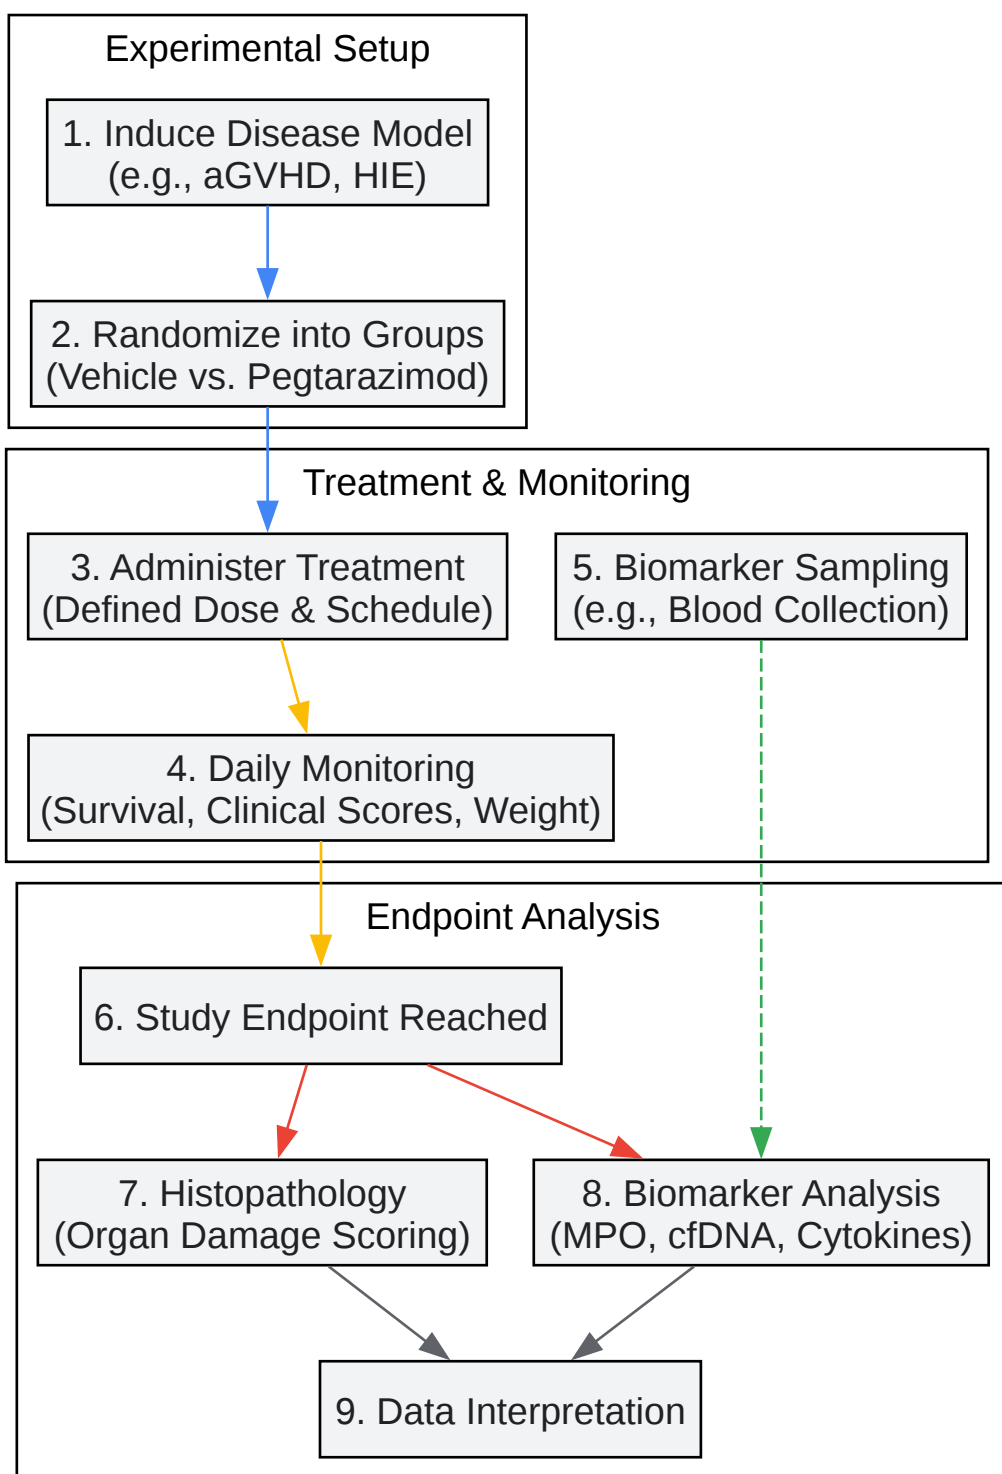 Experimental Setup
1. Induce Disease Model
(e.g., aGVHD, HIE)
2. Randomize into Groups
(Vehicle vs. Pegtarazimod)
Treatment & Monitoring
3. Administer Treatment
(Defined Dose & Schedule)
5. Biomarker Sampling
(e.g., Blood Collection)
4. Daily Monitoring
(Survival, Clinical Scores, Weight)
Endpoint Analysis
6. Study Endpoint Reached
7. Histopathology
(Organ Damage Scoring)
8. Biomarker Analysis
(MPO, cfDNA, Cytokines)
9. Data Interpretation